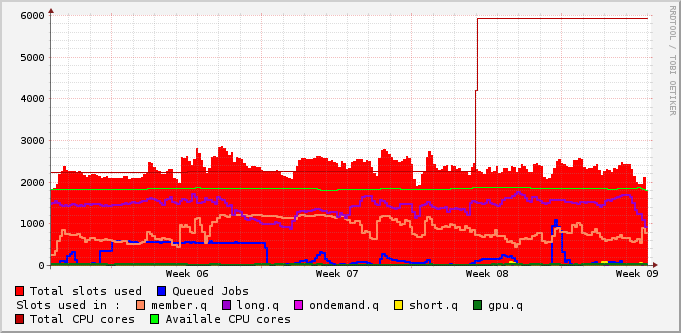 6000
5000
4000
3000
2000
1000
0
Week 06 Week 07 Week 08 Week 09
Total slots used Queued Jobs
Slots used in : member.q long.q ondemand.q short.q gpu.q
Total CPU cores Availale CPU cores
RRDTOOL / TOBI OETIKER